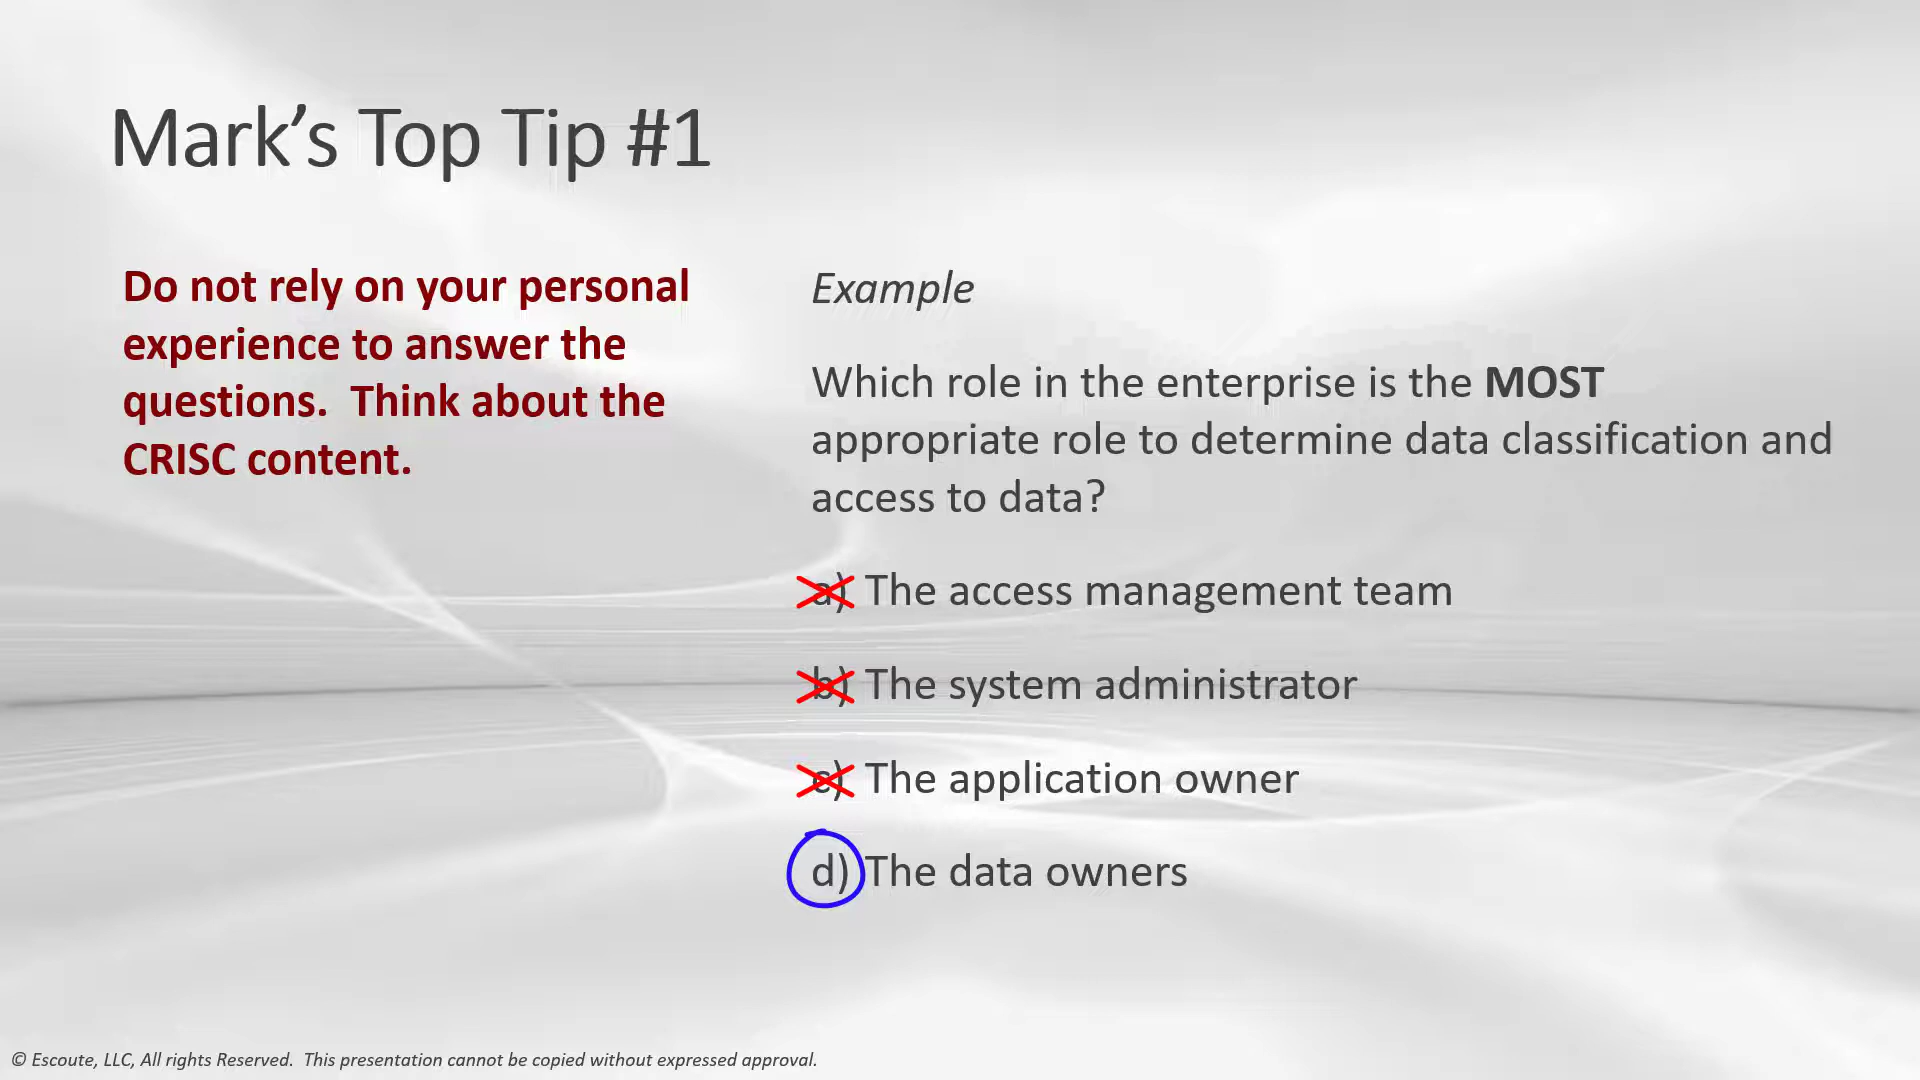 Mark’s Top Tip #1
Do not rely on your personal
experience to answer the
questions.  Think about the
CRISC content.
Example
Which role in the enterprise is the MOST
appropriate role to determine data classification and
access to data?
a) The access management team
b) The system administrator
c) The application owner
d) The data owners
© Escoute, LLC, All rights Reserved.  This presentation cannot be copied without expressed approval.